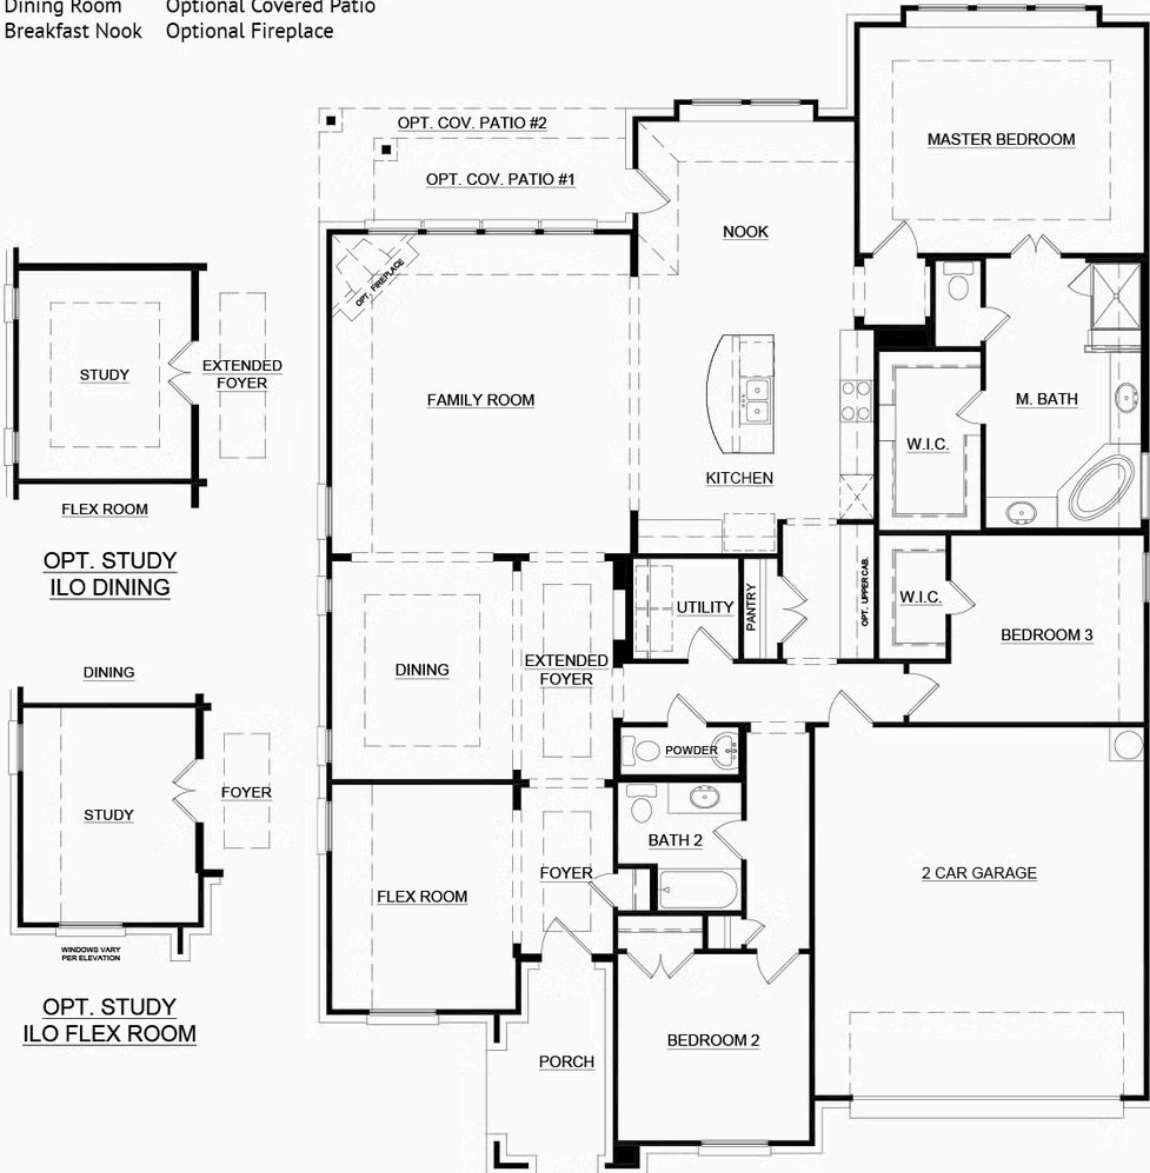 Dining Room Optional Covered Patio
Breakfast Nook Optional Fireplace
OPT. COV. PATIO #2
OPT. COV. PATIO #1
MASTER BEDROOM
NOOK
OPT. FIREPLACE
FAMILY ROOM
KITCHEN
M. BATH
W.I.C.
STUDY
EXTENDED
FOYER
FLEX ROOM
OPT. STUDY
ILO DINING
UTILITY
PANTRY
OPT. UPPER CAB.
W.I.C.
BEDROOM 3
DINING
EXTENDED
FOYER
POWDER
DINING
STUDY
FOYER
WINDOWS VARY
PER ELEVATION
OPT. STUDY
ILO FLEX ROOM
BATH 2
FOYER
FLEX ROOM
2 CAR GARAGE
BEDROOM 2
PORCH